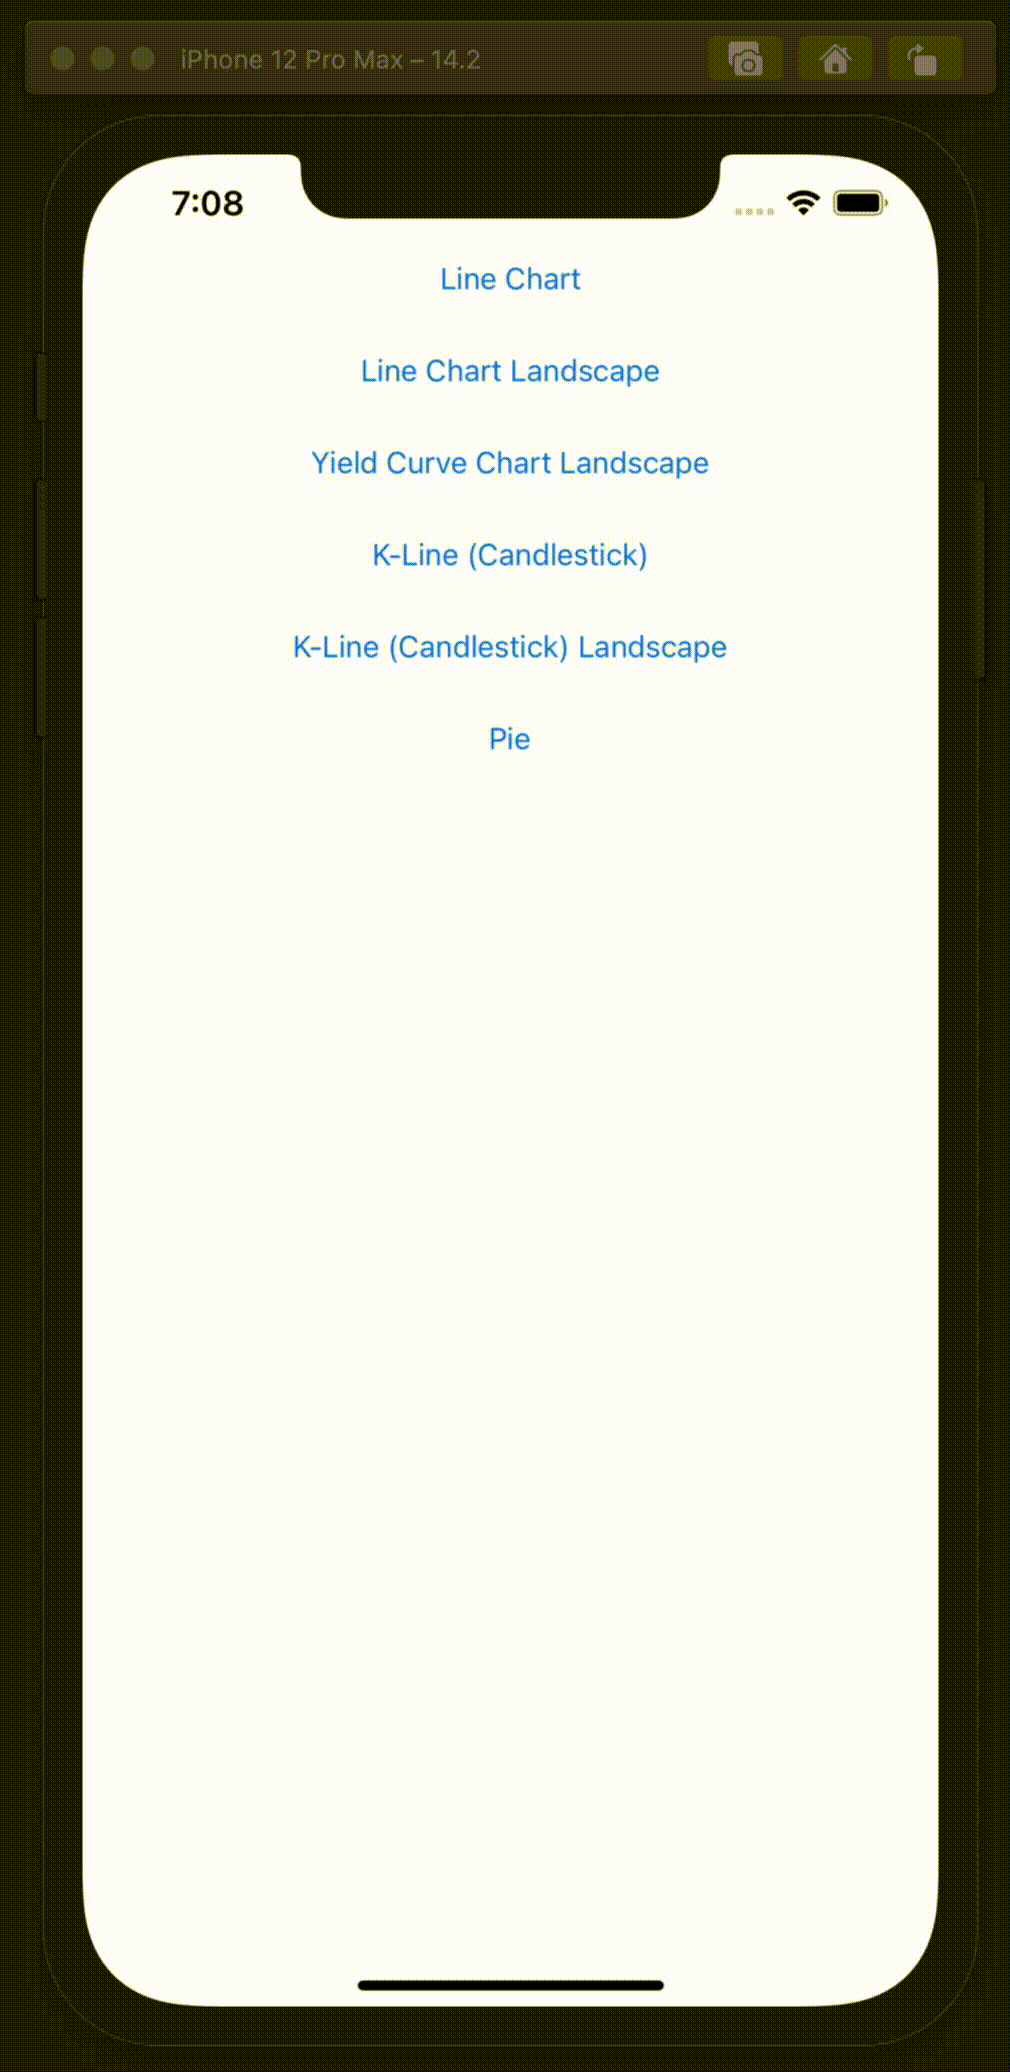 iPhone 12 Pro Max – 14.2
7:08
Line Chart
Line Chart Landscape
Yield Curve Chart Landscape
K-Line (Candlestick)
K-Line (Candlestick) Landscape
Pie